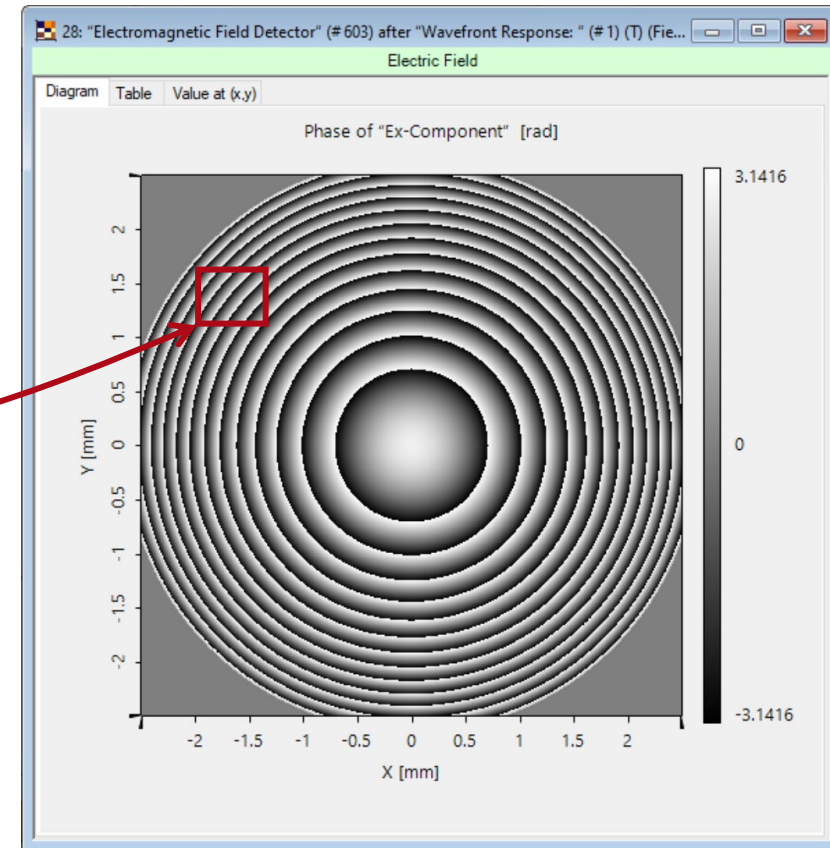 28: "Electromagnetic Field Detector" (# 603) after "Wavefront Response: " (# 1) (T) (Fie...
Electric Field
Diagram Table Value at (x,y)
Phase of "Ex-Component" [rad]
3.1416
0
-3.1416
2
1.5
1
0.5
0
-0.5
-1
-1.5
-2
Y [mm]
-2 -1.5 -1 -0.5 0 0.5 1 1.5 2
X [mm]